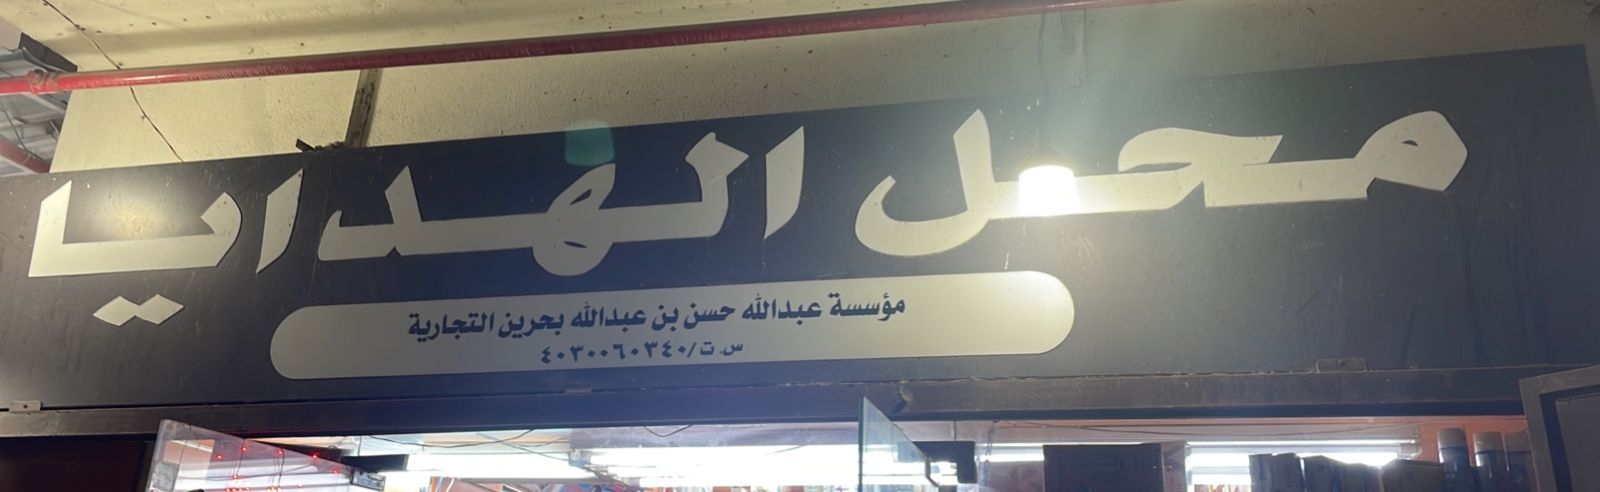 محل الهدايا
مؤسسة عبدالله حسن بن عبدالله بحرين التجارية
س.ت/٤٠٣٠٠٦٠٣٤٠